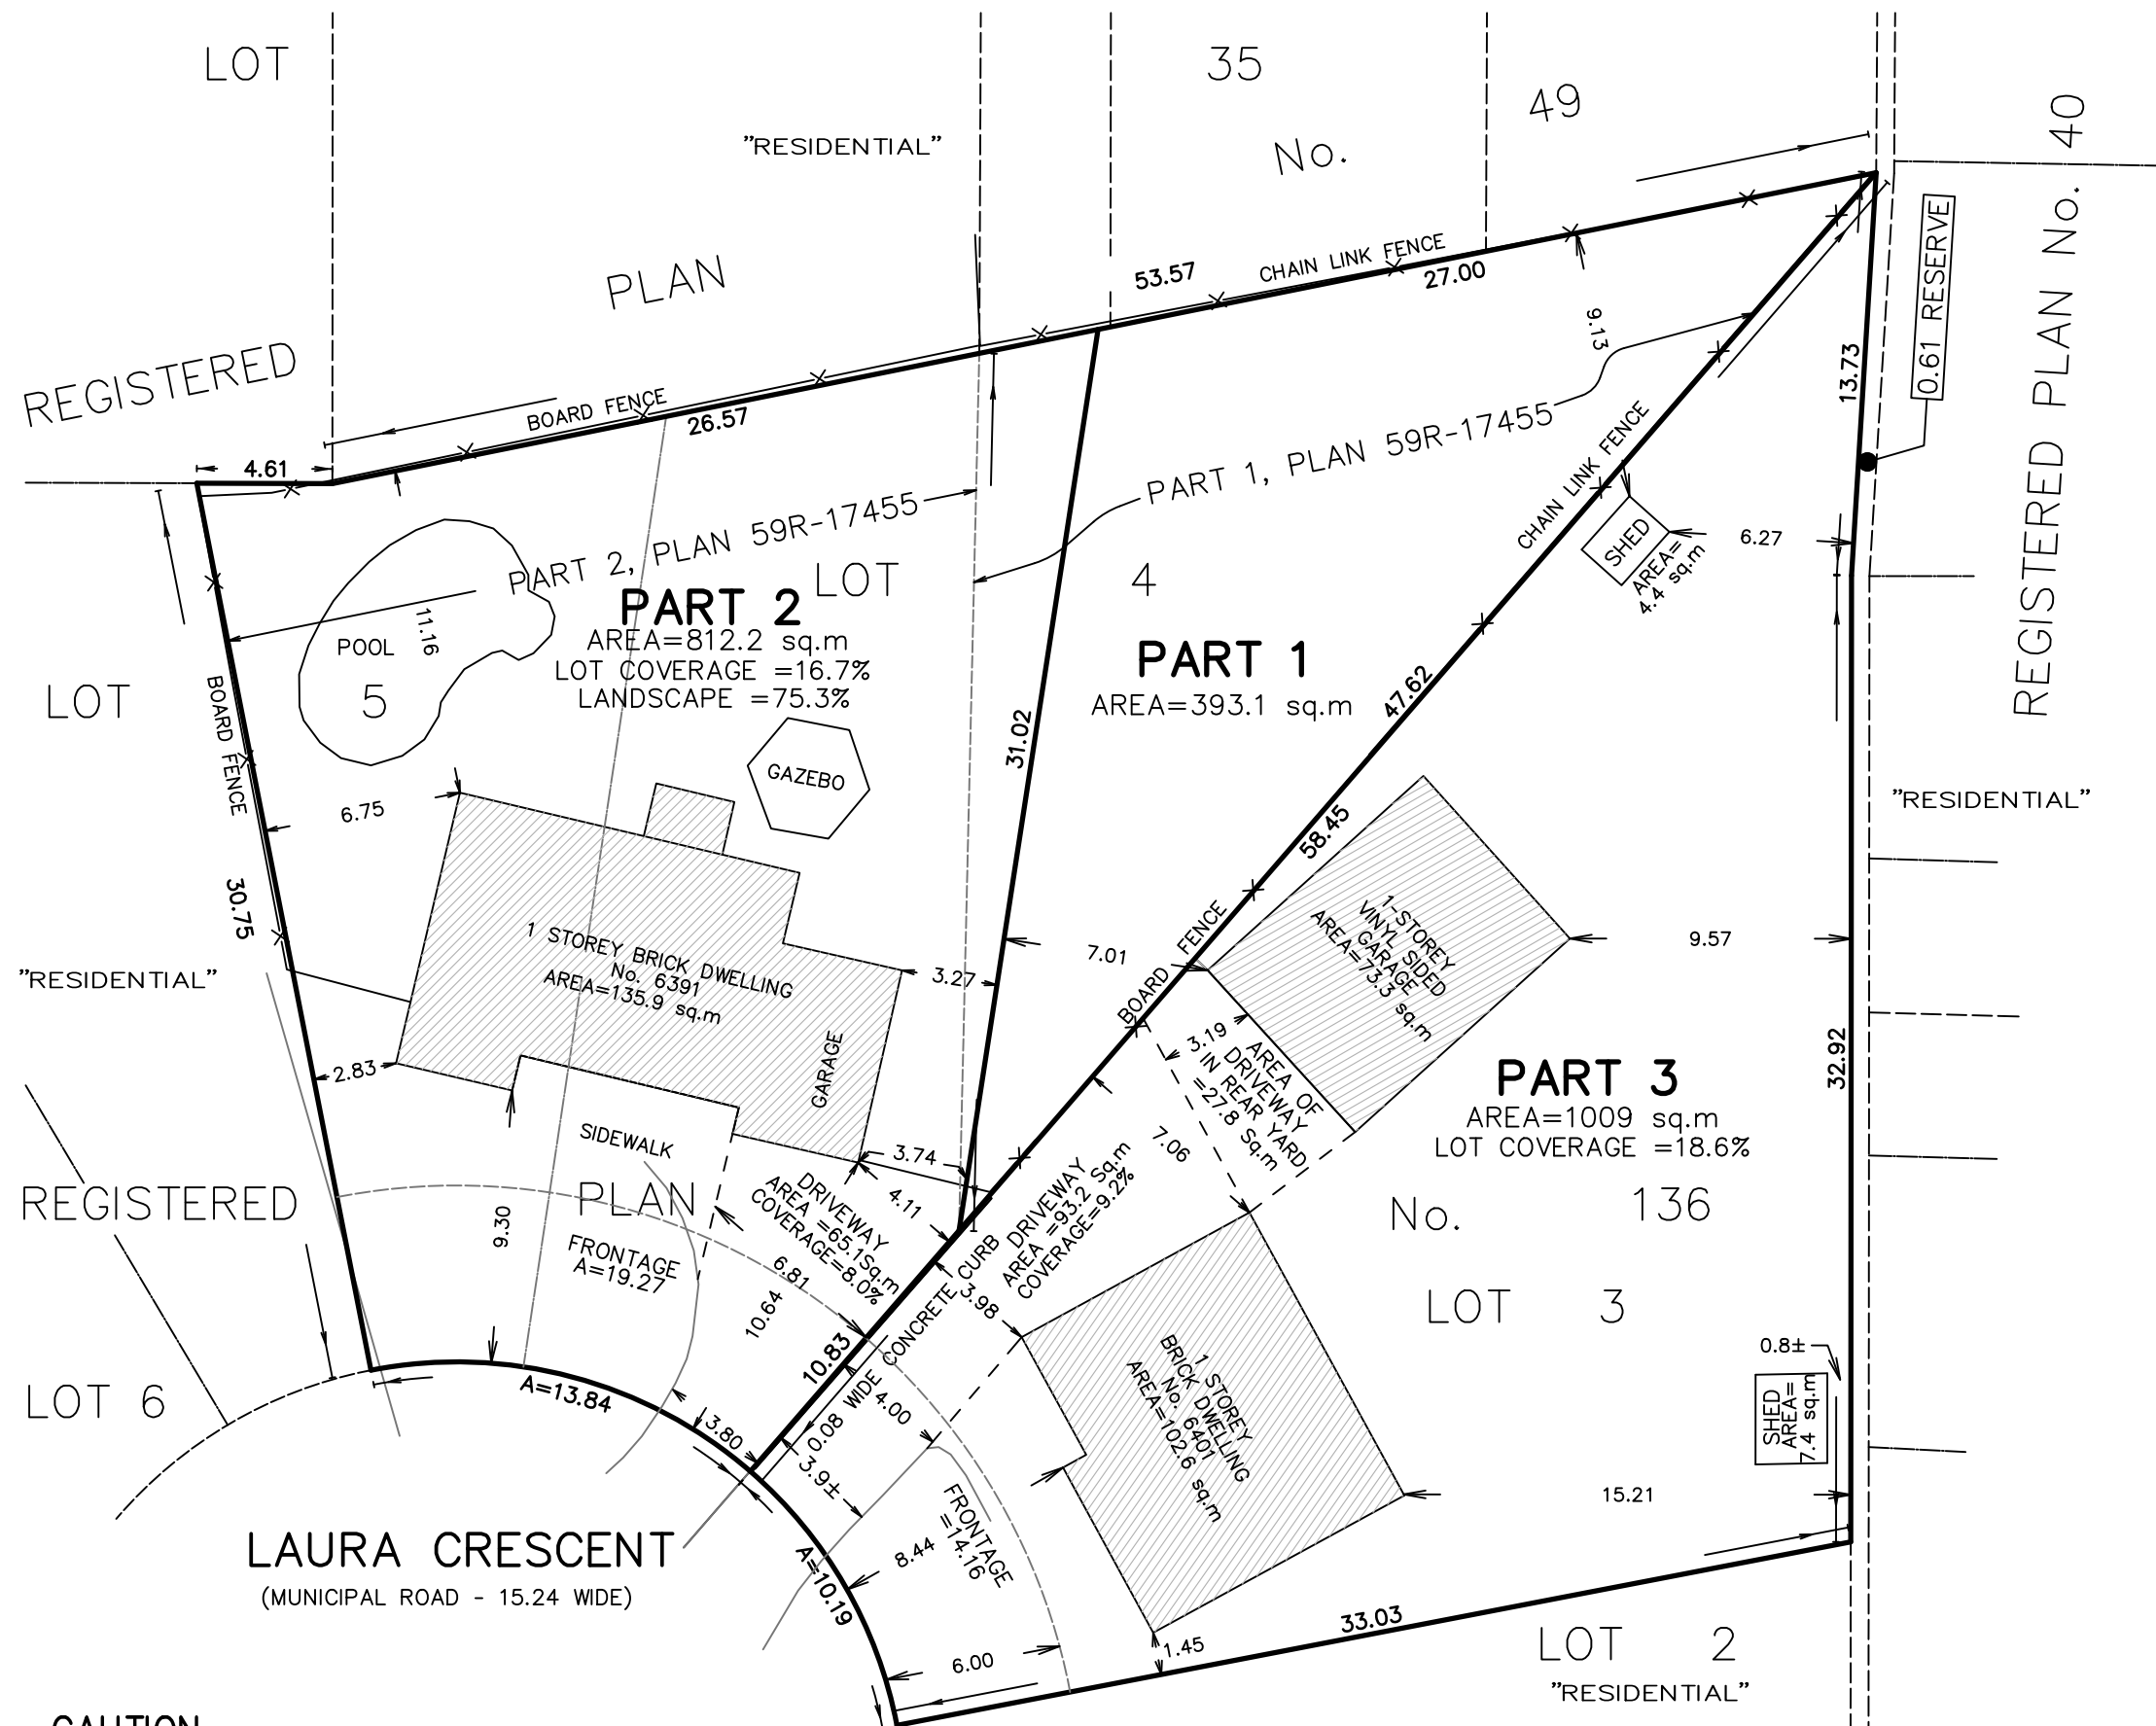 LOT
35
49
"RESIDENTIAL"
No.
REGISTERED PLAN No. 40
0.61 RESERVE
PLAN
REGISTERED
53.57
CHAIN LINK FENCE
27.00
9.13
BOARD FENCE
26.57
4.61
13.73
PART 1, PLAN 59R-17455
PART 2, PLAN 59R-17455
CHAIN LINK FENCE
SHED
AREA=
4.4 sq.m
6.27
LOT
4
PART 2
AREA=812.2 sq.m
LOT COVERAGE =16.7%
LANDSCAPE =75.3%
11.16
POOL
5
LOT
PART 1
AREA=393.1 sq.m
47.62
31.02
BOARD FENCE
GAZEBO
6.75
58.45
"RESIDENTIAL"
30.75
1 STOREY BRICK DWELLING
No. 6391
AREA=135.9 sq.m
GARAGE
3.27
7.01
BOARD FENCE
1-STOREY
VINYL SIDED
GARAGE
AREA=73.3 sq.m
9.57
"RESIDENTIAL"
32.92
2.83
SIDEWALK
3.74
4.11
3.19
AREA OF
DRIVEWAY
IN REAR YARD
=27.8 Sq.m
7.06
PART 3
AREA=1009 sq.m
LOT COVERAGE =18.6%
REGISTERED
PLAN
No.
136
9.30
FRONTAGE
A=19.27
DRIVEWAY
AREA =65.1Sq.m
COVERAGE=8.0%
6.81
10.64
DRIVEWAY
AREA =93.2 Sq.m
COVERAGE=9.2%
3.98
LOT
3
10.83
0.08 WIDE CONCRETE CURB
4.00
1 STOREY
BRICK DWELLING
No. 6401
AREA=102.6 sq.m
0.8±
SHED
AREA=
7.4 sq.m
LOT 6
A=13.84
3.80
3.9±
FRONTAGE
=14.16
15.21
LAURA CRESCENT
(MUNICIPAL ROAD - 15.24 WIDE)
8.44
A=10.19
6.00
1.45
33.03
LOT
2
"RESIDENTIAL"
CAUTION